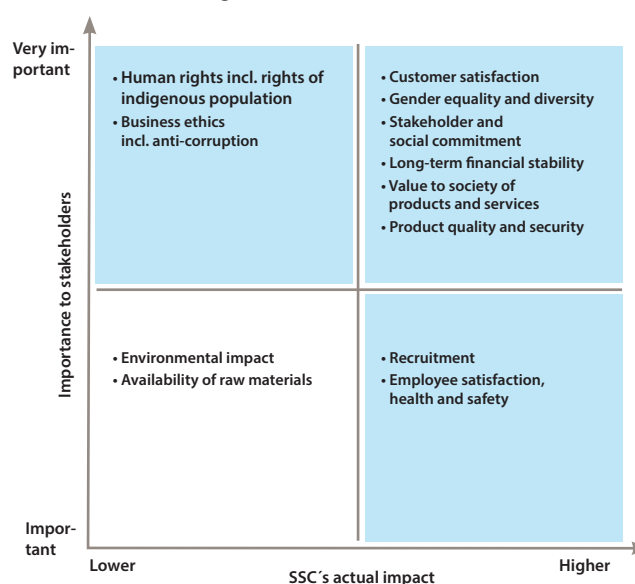 Very im-
portant
• Human rights incl. rights of
indigenous population
• Business ethics
incl. anti-corruption
• Customer satisfaction
• Gender equality and diversity
• Stakeholder and
social commitment
• Long-term financial stability
• Value to society of
products and services
• Product quality and security
Importance to stakeholders
• Environmental impact
• Availability of raw materials
• Recruitment
• Employee satisfaction,
health and safety
Impor-
tant
Lower
SSC´s actual impact
Higher